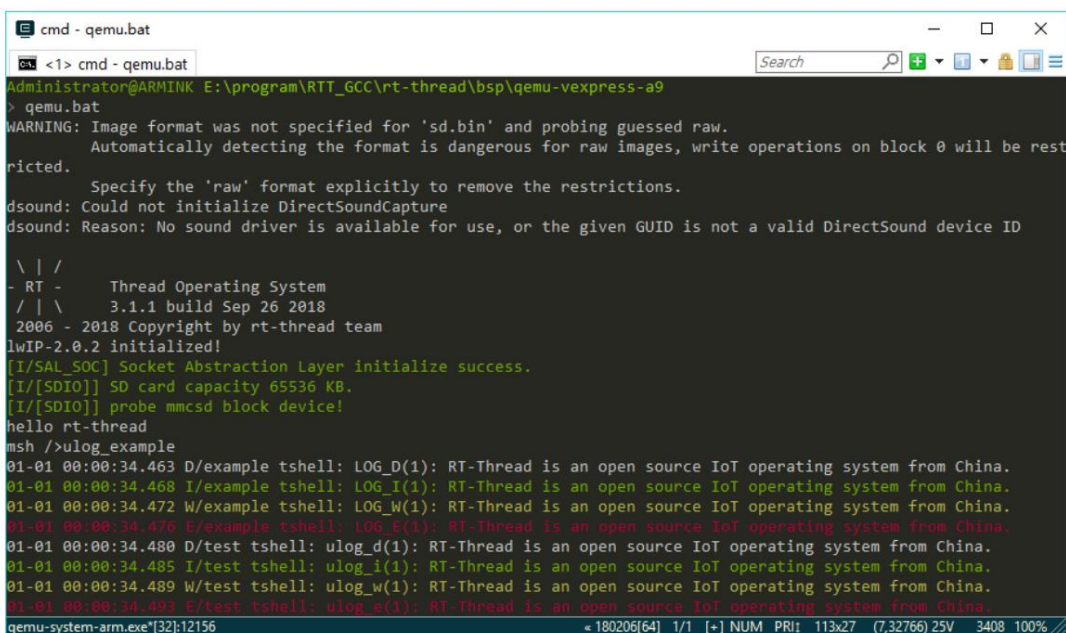 cmd - qemu.bat
<1> cmd - qemu.bat
Search
Administrator@ARMINK E:\program\RTT_GCC\rt-thread\bsp\qemu-vexpress-a9
> qemu.bat
WARNING: Image format was not specified for 'sd.bin' and probing guessed raw.
Automatically detecting the format is dangerous for raw images, write operations on block 0 will be rest
ricted.
Specify the 'raw' format explicitly to remove the restrictions.
dsound: Could not initialize DirectSoundCapture
dsound: Reason: No sound driver is available for use, or the given GUID is not a valid DirectSound device ID
\ | /
- RT -     Thread Operating System
/ | \     3.1.1 build Sep 26 2018
2006 - 2018 Copyright by rt-thread team
lwIP-2.0.2 initialized!
[I/SAL_SOC] Socket Abstraction Layer initialize success.
[I/[SDIO]] SD card capacity 65536 KB.
[I/[SDIO]] probe mmcsd block device!
hello rt-thread
msh />ulog_example
01-01 00:00:34.463 D/example tshell: LOG_D(1): RT-Thread is an open source IoT operating system from China.
01-01 00:00:34.468 I/example tshell: LOG_I(1): RT-Thread is an open source IoT operating system from China.
01-01 00:00:34.472 W/example tshell: LOG_W(1): RT-Thread is an open source IoT operating system from China.
01-01 00:00:34.476 E/example tshell: LOG_E(1): RT-Thread is an open source IoT operating system from China.
01-01 00:00:34.480 D/test tshell: ulog_d(1): RT-Thread is an open source IoT operating system from China.
01-01 00:00:34.485 I/test tshell: ulog_i(1): RT-Thread is an open source IoT operating system from China.
01-01 00:00:34.489 W/test tshell: ulog_w(1): RT-Thread is an open source IoT operating system from China.
01-01 00:00:34.493 E/test tshell: ulog_e(1): RT-Thread is an open source IoT operating system from China.
qemu-system-arm.exe*[32]:12156 « 180206[64] 1/1 [+] NUM PRI↕ 113x27 (7,32766) 25V 3408 100%